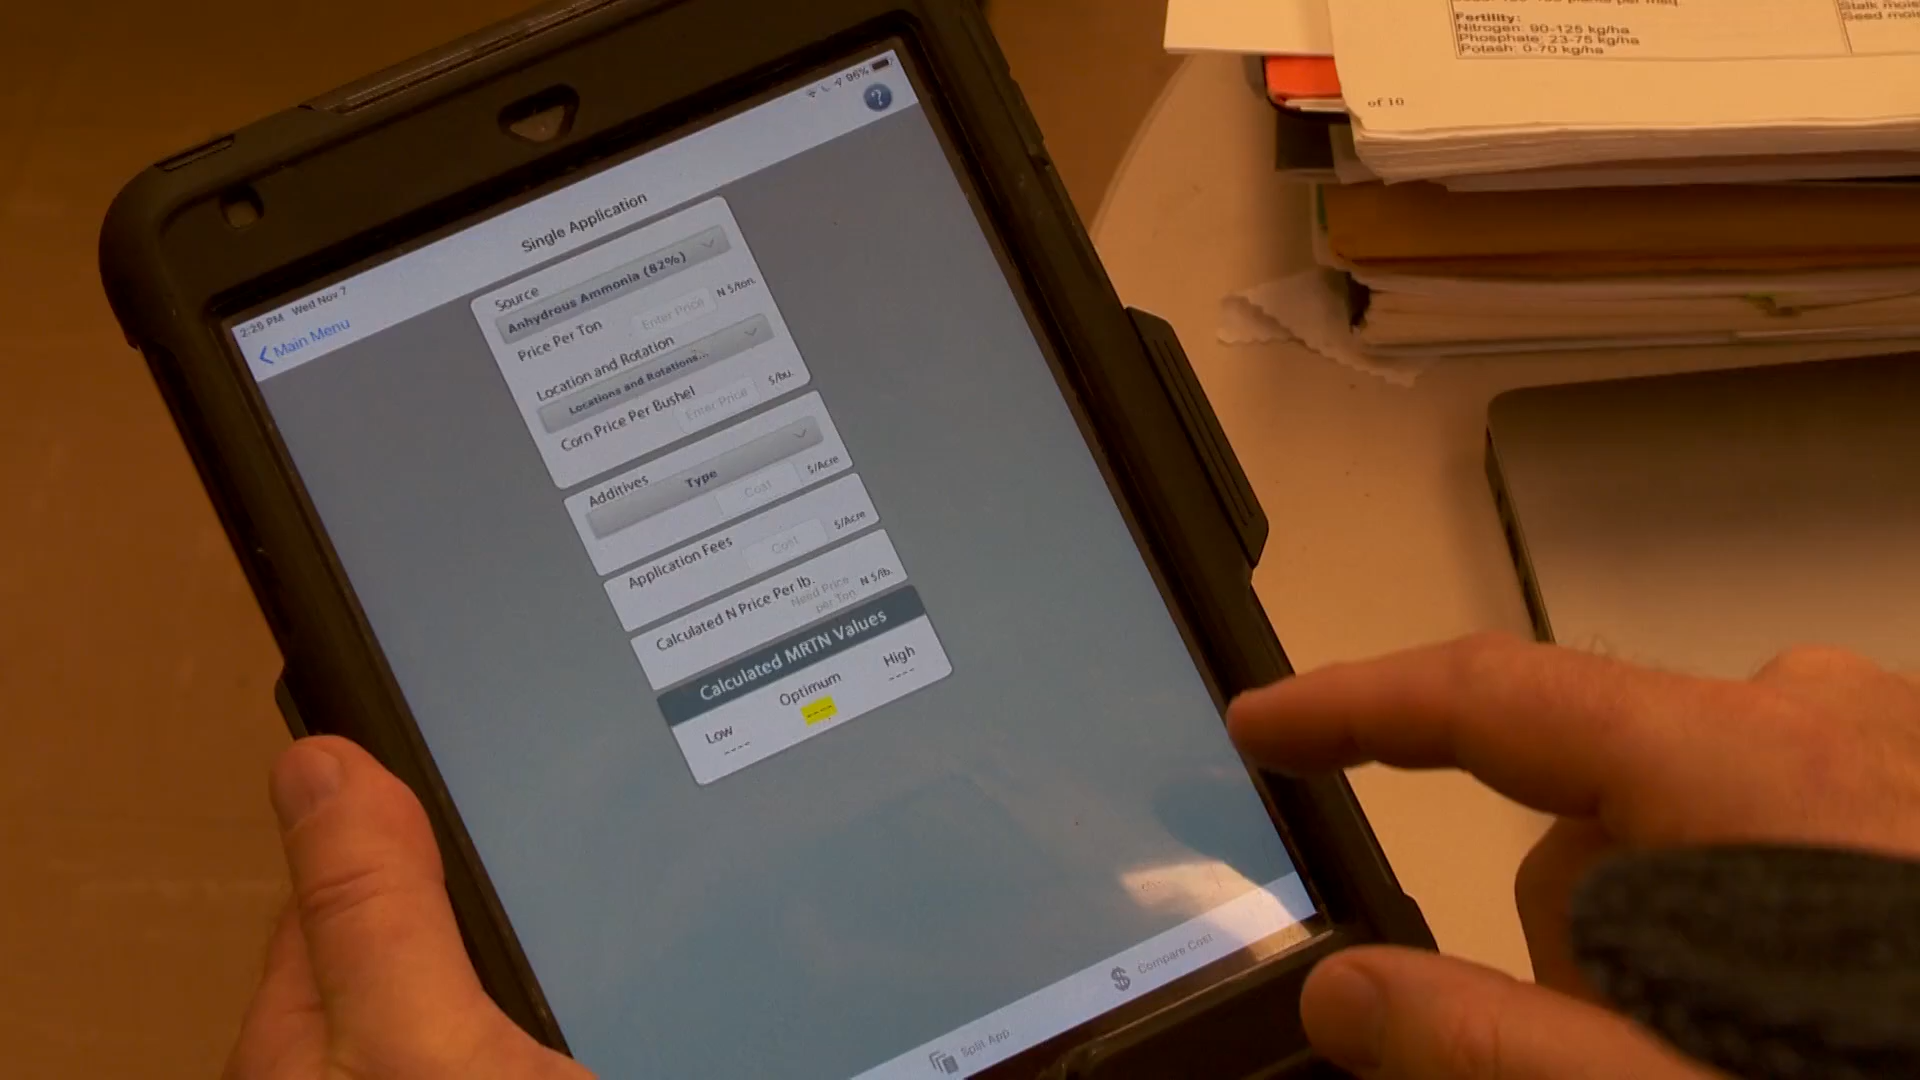 2:29 PM Wed Nov 7
95%
?
Main Menu
Single Application
Source
Anhydrous Ammonia (82%)
Price Per Ton Enter Price N $/ton.
Location and Rotation
Locations and Rotations...
Corn Price Per Bushel Enter Price $/bu.
Additives
Type
Cost $/Acre
Application Fees Cost $/Acre
Calculated N Price Per lb. Need Price per Ton N $/lb.
Calculated MRTN Values
Low Optimum High
---- ---- ----
Split App
$ Compare Cost
Fertility:
Nitrogen: 90-125 kg/ha
Phosphate: 23-75 kg/ha
Potash: 0-70 kg/ha
of 10